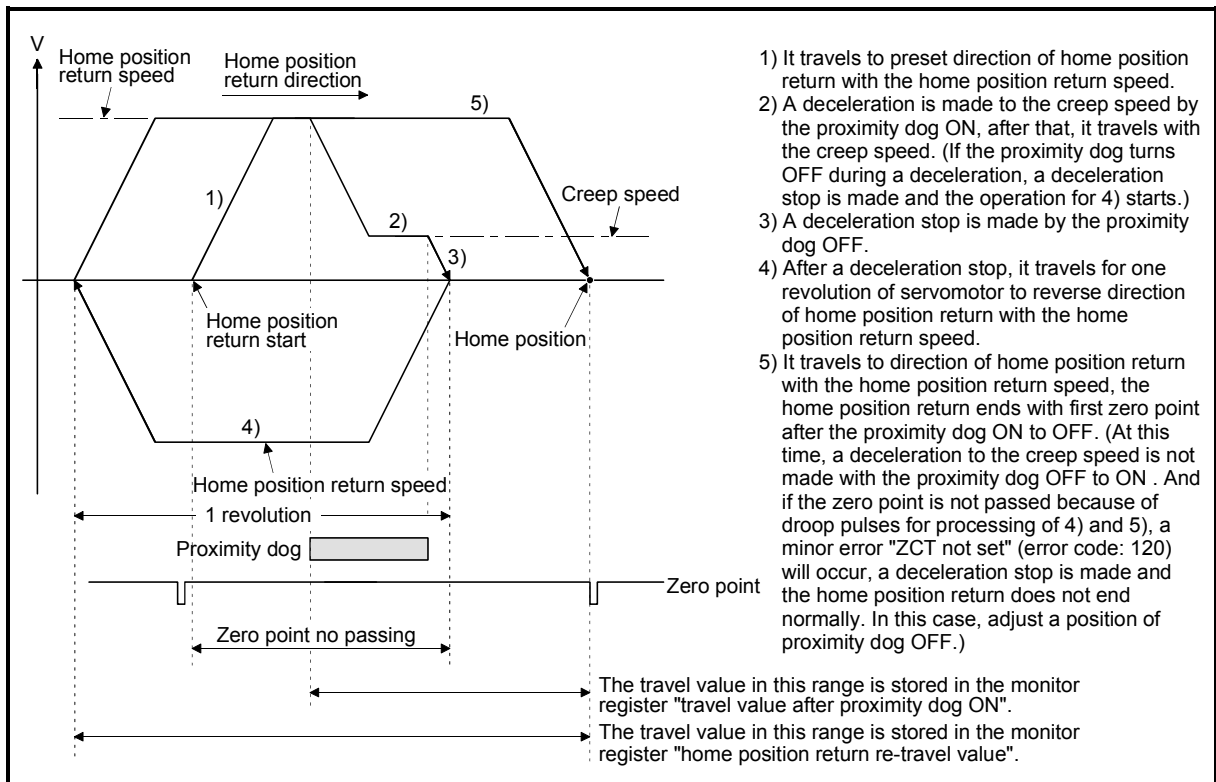 V
Home position
return speed
Home position
return direction
5)
1)
Creep speed
2)
3)
Home position
return start
Home position
4)
Home position return speed
1 revolution
Proximity dog
Zero point
Zero point no passing
The travel value in this range is stored in the monitor
register "travel value after proximity dog ON".
The travel value in this range is stored in the monitor
register "home position return re-travel value".
1) It travels to preset direction of home position
return with the home position return speed.
2) A deceleration is made to the creep speed by
the proximity dog ON, after that, it travels with
the creep speed. (If the proximity dog turns
OFF during a deceleration, a deceleration
stop is made and the operation for 4) starts.)
3) A deceleration stop is made by the proximity
dog OFF.
4) After a deceleration stop, it travels for one
revolution of servomotor to reverse direction
of home position return with the home
position return speed.
5) It travels to direction of home position return
with the home position return speed, the
home position return ends with first zero point
after the proximity dog ON to OFF. (At this
time, a deceleration to the creep speed is not
made with the proximity dog OFF to ON . And
if the zero point is not passed because of
droop pulses for processing of 4) and 5), a
minor error "ZCT not set" (error code: 120)
will occur, a deceleration stop is made and
the home position return does not end
normally. In this case, adjust a position of
proximity dog OFF.)